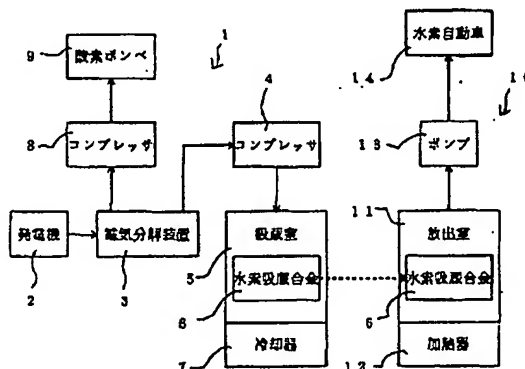 9
酸素ボンベ
1
8
コンプレッサ
4
コンプレッサ
発電機
2
電気分解装置
3
吸蔵室
5
水素吸蔵合金
6
冷却器
7
水素自動車
14
10
13
ポンプ
11
放出室
水素吸蔵合金
6
加熱器
12